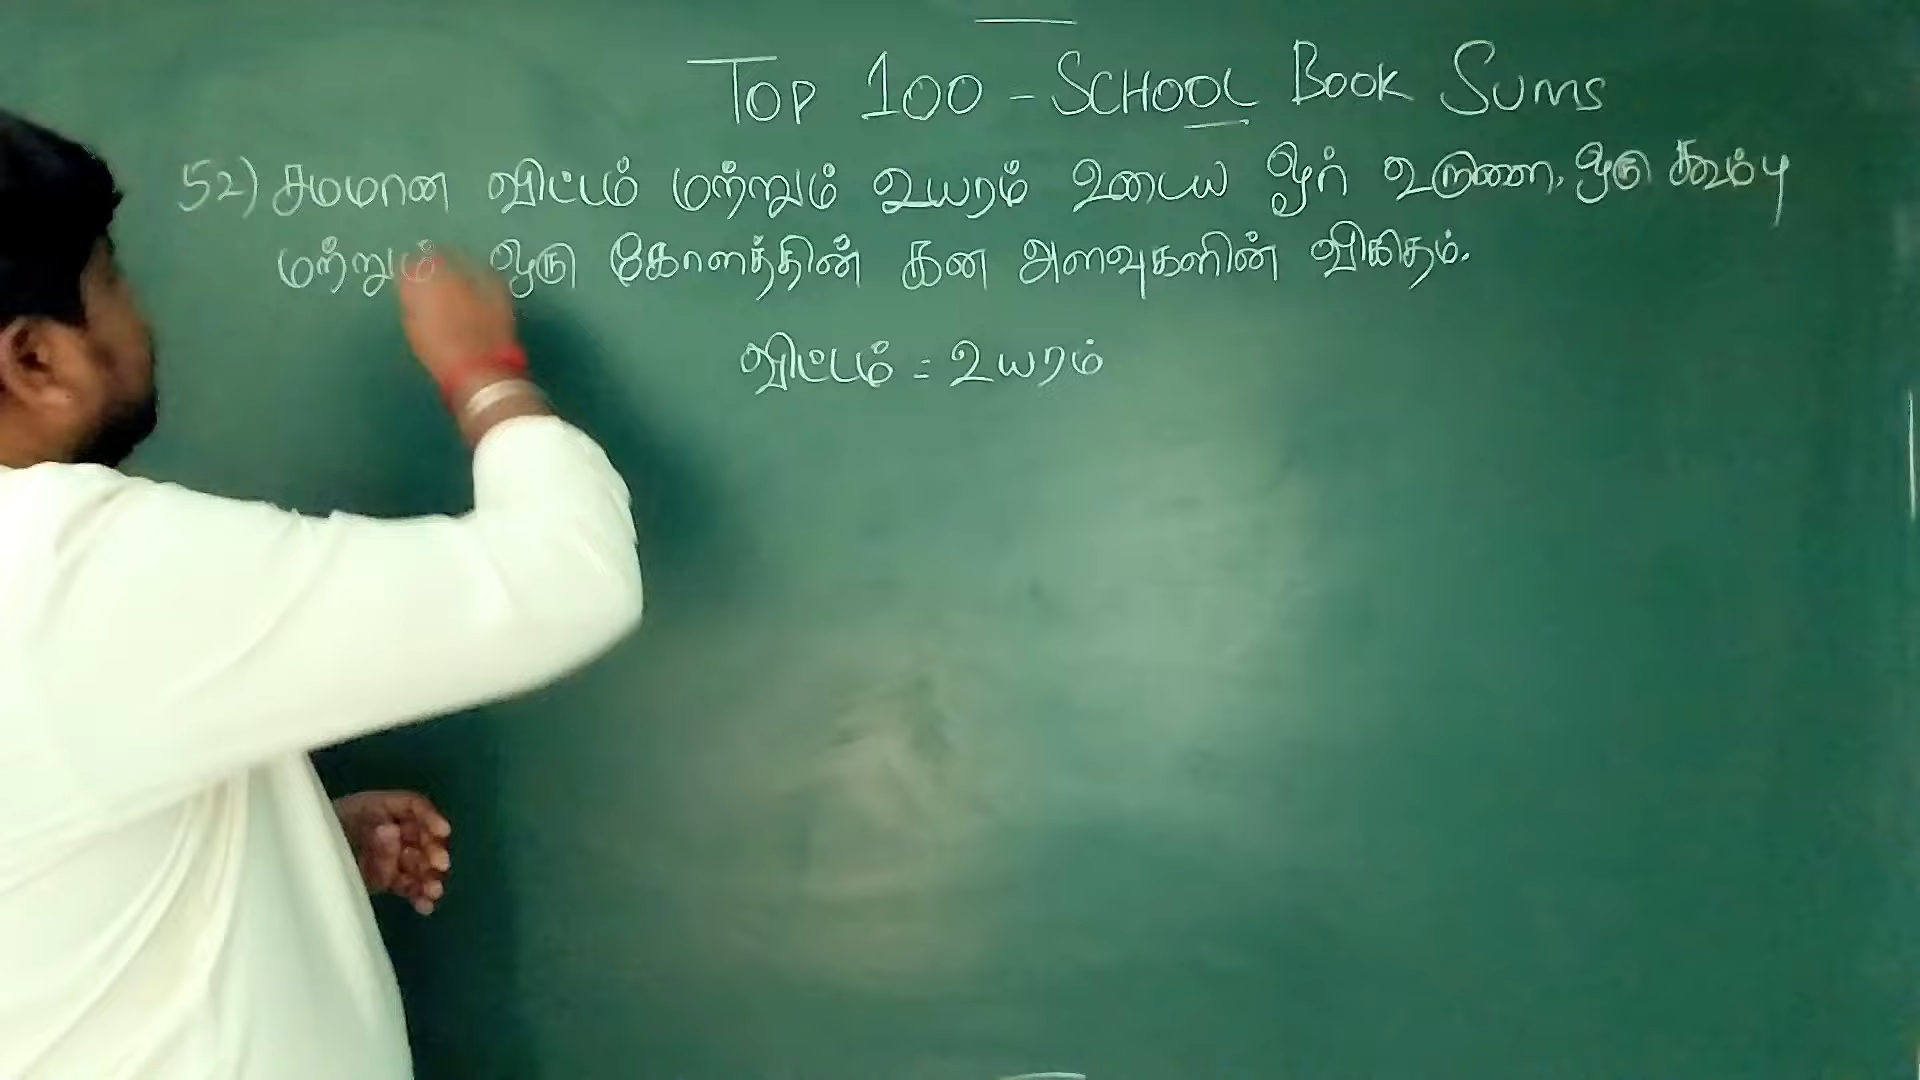 Top 100 - School Book Sums
52) சமமான விட்டம் மற்றும் உயரம் உடைய ஓர் உருளை, ஒரு கூம்பு
மற்றும் ஒரு கோளத்தின் கன அளவுகளின் விகிதம்.
விட்டம் = உயரம்